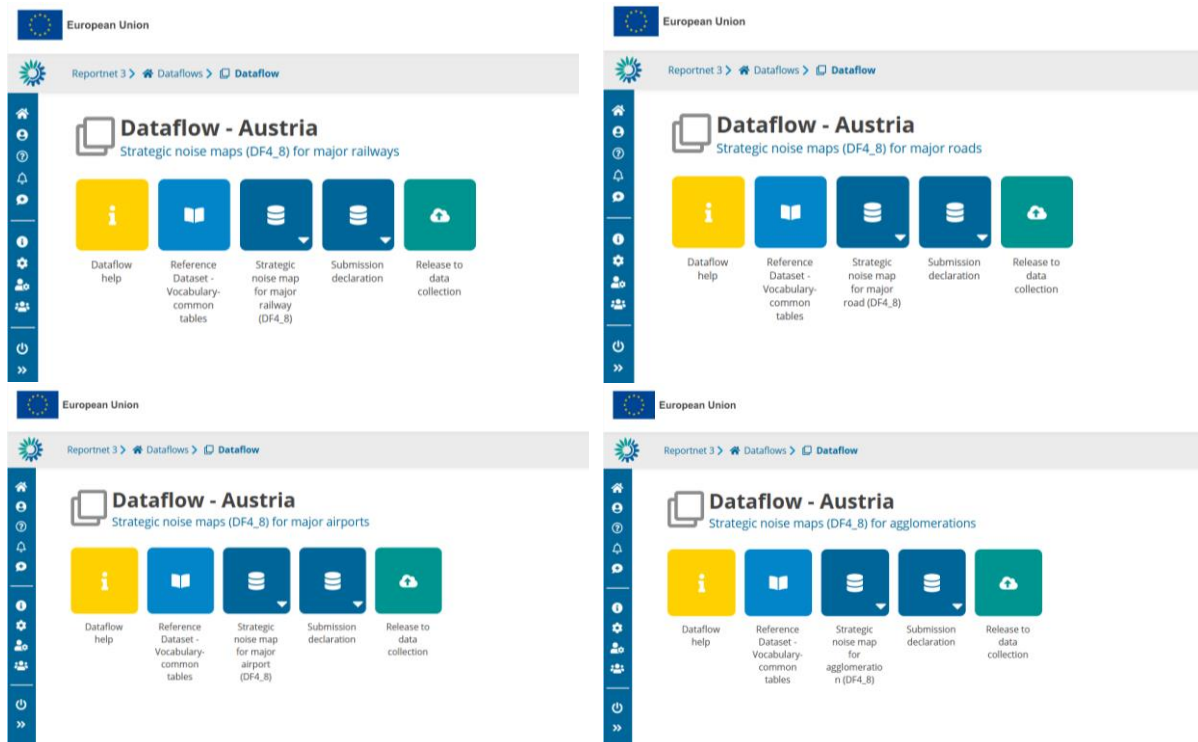 European Union
Reportnet 3 > Dataflows > Dataflow
Dataflow - Austria
Strategic noise maps (DF4_8) for major railways
Dataflow
help
Reference
Dataset -
Vocabulary-
common
tables
Strategic
noise map
for major
railway
(DF4_8)
Submission
declaration
Release to
data
collection
European Union
Reportnet 3 > Dataflows > Dataflow
Dataflow - Austria
Strategic noise maps (DF4_8) for major roads
Dataflow
help
Reference
Dataset -
Vocabulary-
common
tables
Strategic
noise map
for major
road (DF4_8)
Submission
declaration
Release to
data
collection
European Union
Reportnet 3 > Dataflows > Dataflow
Dataflow - Austria
Strategic noise maps (DF4_8) for major airports
Dataflow
help
Reference
Dataset -
Vocabulary-
common
tables
Strategic
noise map
for major
airport
(DF4_8)
Submission
declaration
Release to
data
collection
European Union
Reportnet 3 > Dataflows > Dataflow
Dataflow - Austria
Strategic noise maps (DF4_8) for agglomerations
Dataflow
help
Reference
Dataset -
Vocabulary-
common
tables
Strategic
noise map
for
agglomeratio
n (DF4_8)
Submission
declaration
Release to
data
collection